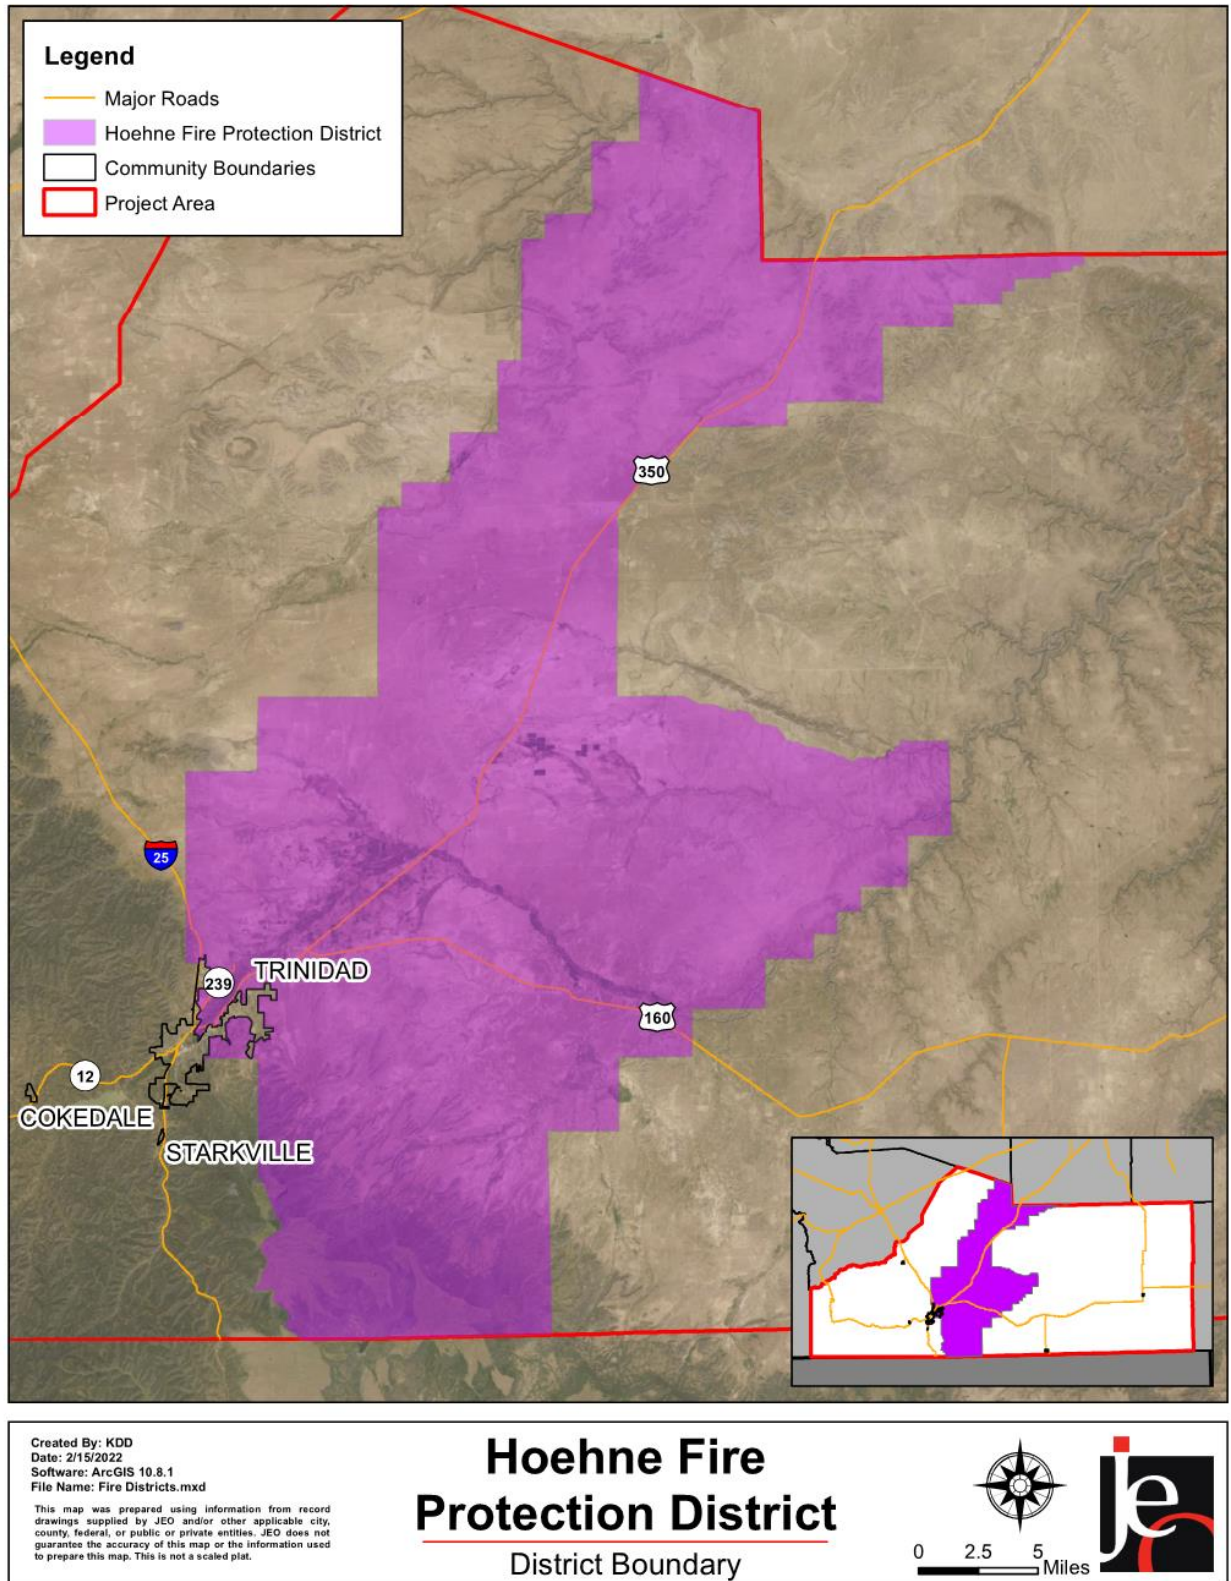 Legend
Major Roads
Hoehne Fire Protection District
Community Boundaries
Project Area
350
25
239
TRINIDAD
160
12
COKEDALE
STARKVILLE
Created By: KDD
Date: 2/15/2022
Software: ArcGIS 10.8.1
File Name: Fire Districts.mxd
This map was prepared using information from record
drawings supplied by JEO and/or other applicable city,
county, federal, or public or private entities. JEO does not
guarantee the accuracy of this map or the information used
to prepare this map. This is not a scaled plat.
Hoehne Fire
Protection District
District Boundary
0 2.5 5
Miles
jeo